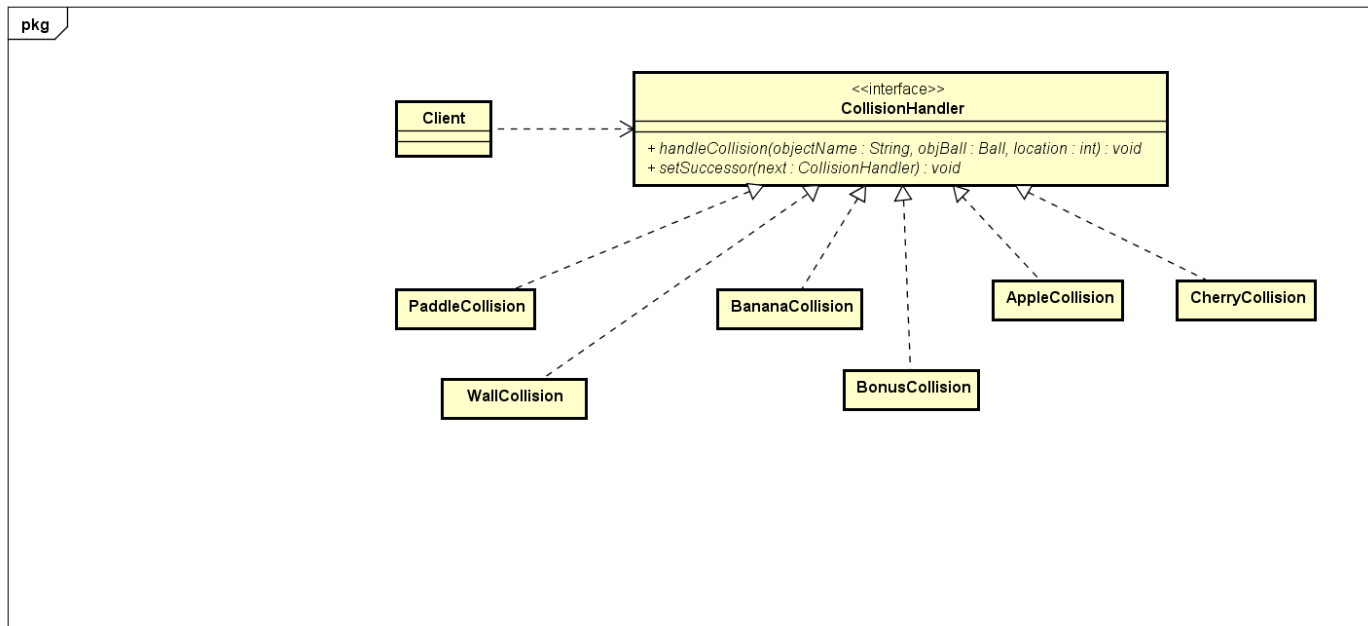 pkg
<<interface>>
CollisionHandler
Client
+ handleCollision(objectName : String, objBall : Ball, location : int) : void
+ setSuccessor(next : CollisionHandler) : void
PaddleCollision
BananaCollision
AppleCollision
CherryCollision
WallCollision
BonusCollision